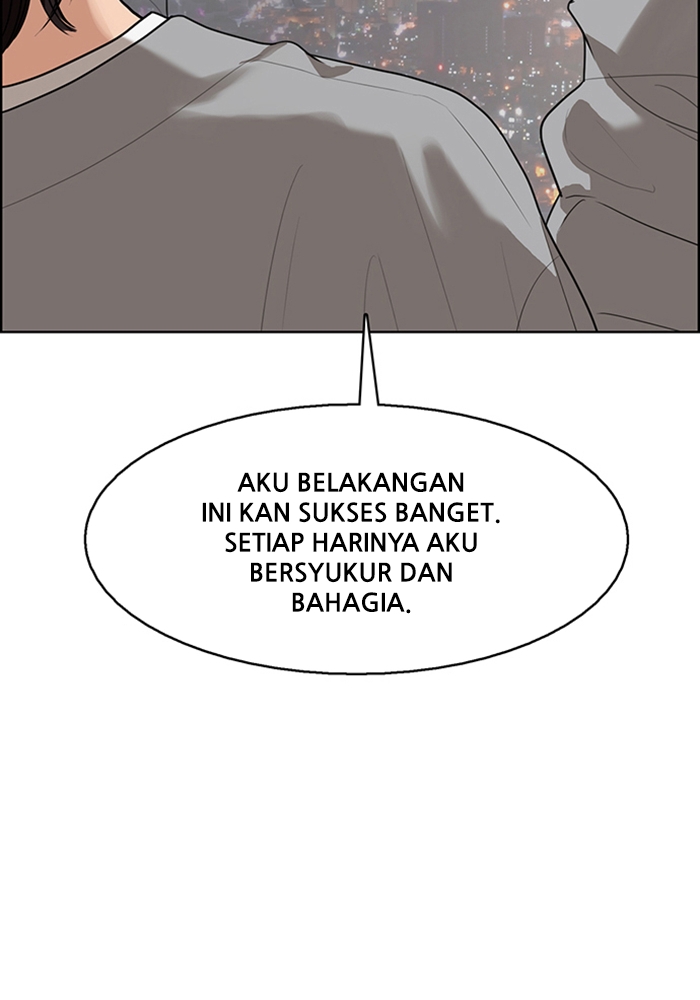 AKU BELAKANGAN
INI KAN SUKSES BANGET.
SETIAP HARINYA AKU
BERSYUKUR DAN
BAHAGIA.